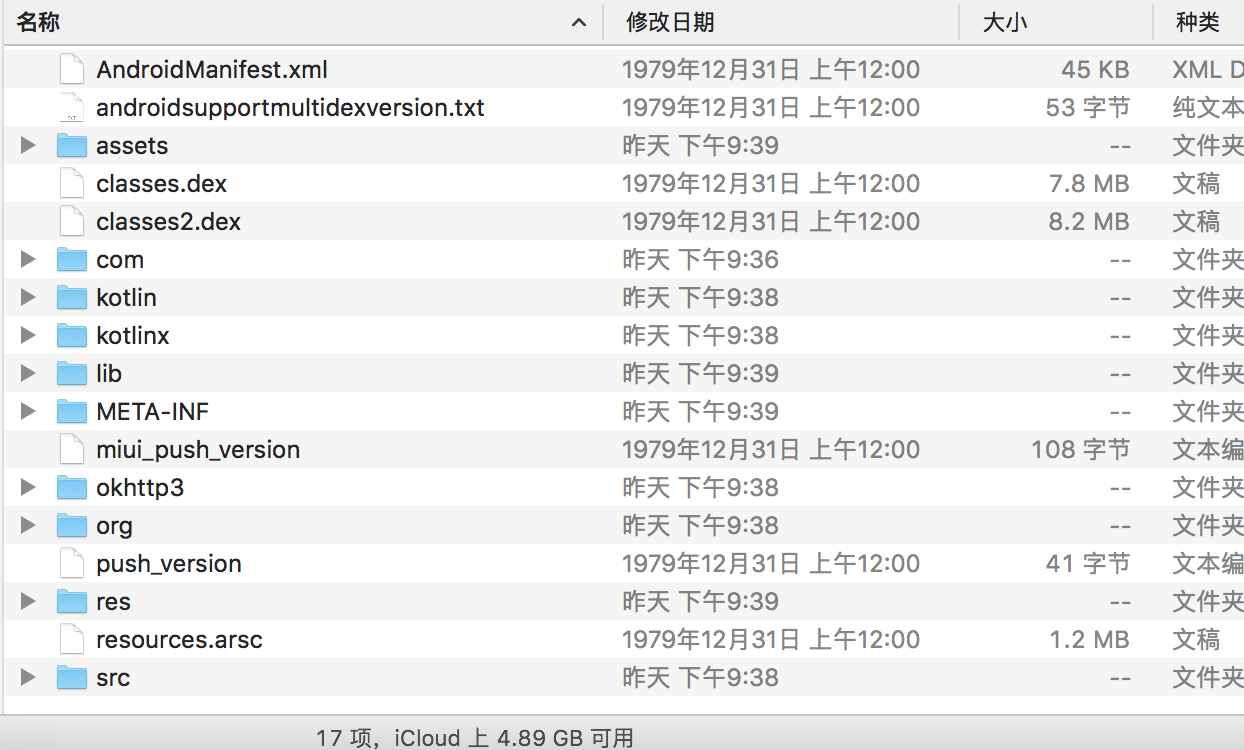 名称 修改日期 大小 种类
AndroidManifest.xml 1979年12月31日 上午12:00 45 KB XML D
androidsupportmultidexversion.txt 1979年12月31日 上午12:00 53 字节 纯文本
assets 昨天 下午9:39 -- 文件夹
classes.dex 1979年12月31日 上午12:00 7.8 MB 文稿
classes2.dex 1979年12月31日 上午12:00 8.2 MB 文稿
com 昨天 下午9:36 -- 文件夹
kotlin 昨天 下午9:38 -- 文件夹
kotlinx 昨天 下午9:38 -- 文件夹
lib 昨天 下午9:39 -- 文件夹
META-INF 昨天 下午9:39 -- 文件夹
miui_push_version 1979年12月31日 上午12:00 108 字节 文本编
okhttp3 昨天 下午9:38 -- 文件夹
org 昨天 下午9:38 -- 文件夹
push_version 1979年12月31日 上午12:00 41 字节 文本编
res 昨天 下午9:39 -- 文件夹
resources.arsc 1979年12月31日 上午12:00 1.2 MB 文稿
src 昨天 下午9:38 -- 文件夹
17 项，iCloud 上 4.89 GB 可用